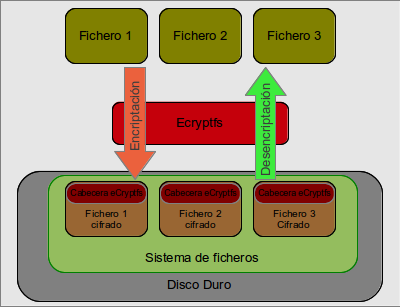 Fichero 1
Fichero 2
Fichero 3
Encriptación
Ecryptfs
Desencriptación
Cabecera eCryptfs
Cabecera eCryptfs
Cabecera eCryptfs
Fichero 1
cifrado
Fichero 2
cifrado
Fichero 3
Cifrado
Sistema de ficheros
Disco Duro